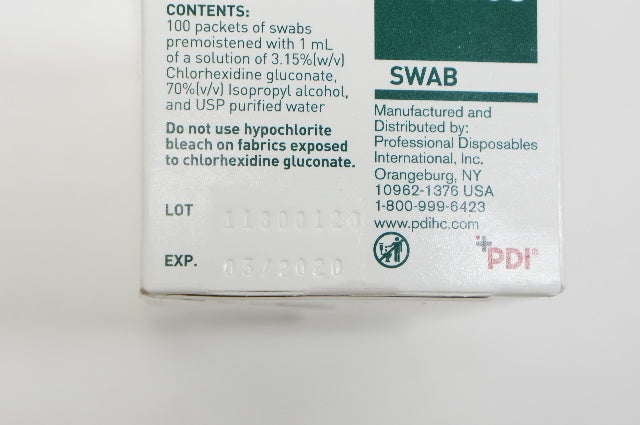 CONTENTS:
100 packets of swabs
premoistened with 1 mL
of a solution of 3.15%(w/v)
Chlorhexidine gluconate,
70%(v/v) Isopropyl alcohol,
and USP purified water
Do not use hypochlorite
bleach on fabrics exposed
to chlorhexidine gluconate.
LOT
EXP. 03/2020
SWAB
Manufactured and
Distributed by:
Professional Disposables
International, Inc.
Orangeburg, NY
10962-1376 USA
1-800-999-6423
www.pdihc.com
PDI®